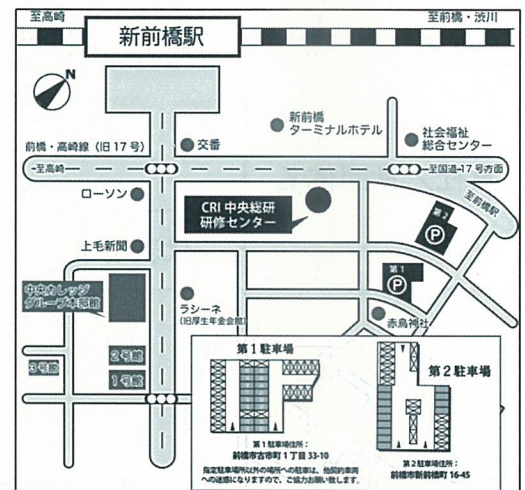 至高崎
至前橋・渋川
新前橋駅
N
新前橋
ターミナルホテル
社会福祉
総合センター
交番
前橋・高崎線（旧17号）
至高崎
至国道17号方面
至前橋駅
ローソン
CRI 中央総研
研修センター
第2
P
上毛新聞
第1
P
中央カレッジ
グループ本部館
ラシーネ
(旧厚生年金会館)
赤鳥神社
3号館
2号館
1号館
第1駐車場
第2駐車場
第1駐車場住所：
前橋市古市町1丁目33-10
指定駐車場所以外の場所への駐車は、他契約車両
への迷惑になりますので、ご協力お願い致します。
第2駐車場住所：
前橋市新前橋町16-45